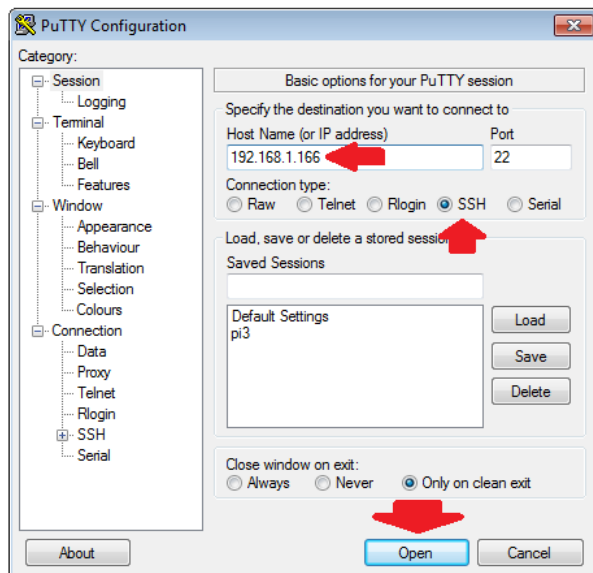 PuTTY Configuration
Category:
Session
Logging
Terminal
Keyboard
Bell
Features
Window
Appearance
Behaviour
Translation
Selection
Colours
Connection
Data
Proxy
Telnet
Rlogin
SSH
Serial
Basic options for your PuTTY session
Specify the destination you want to connect to
Host Name (or IP address) Port
192.168.1.166 22
Connection type:
Raw Telnet Rlogin SSH Serial
Load, save or delete a stored session
Saved Sessions
Default Settings
pi3
Load
Save
Delete
Close window on exit:
Always Never Only on clean exit
About Open Cancel